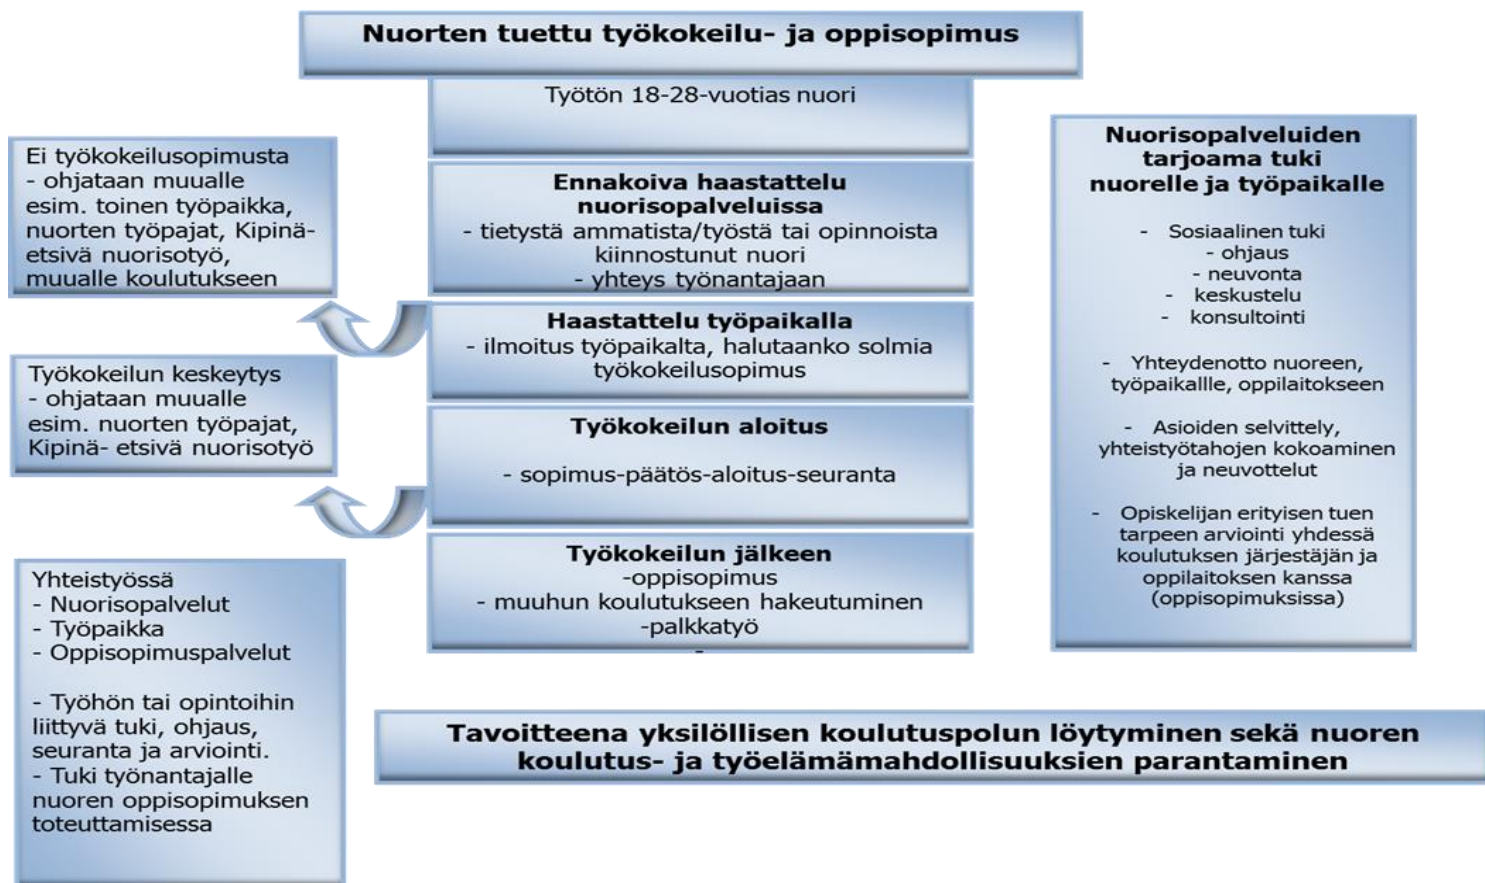 Nuorten tuettu työkokeilu- ja oppisopimus
Työtön 18-28-vuotias nuori
Ennakoiva haastattelu
nuorisopalveluissa
- tietystä ammatista/työstä tai opinnoista
kiinnostunut nuori
- yhteys työnantajaan
Haastattelu työpaikalla
- ilmoitus työpaikalta, halutaanko solmia
työkokeilusopimus
Työkokeilun aloitus
- sopimus-päätös-aloitus-seuranta
Työkokeilun jälkeen
-oppisopimus
- muuhun koulutukseen hakeutuminen
-palkkatyö
-
Ei työkokeilusopimusta
- ohjataan muualle
esim. toinen työpaikka,
nuorten työpajat, Kipinä-
etsivä nuorisotyö,
muualle koulutukseen
Työkokeilun keskeytys
- ohjataan muualle
esim. nuorten työpajat,
Kipinä- etsivä nuorisotyö
Yhteistyössä
- Nuorisopalvelut
- Työpaikka
- Oppisopimuspalvelut
- Työhön tai opintoihin
liittyvä tuki, ohjaus,
seuranta ja arviointi.
- Tuki työnantajalle
nuoren oppisopimuksen
toteuttamisessa
Nuorisopalveluiden
tarjoama tuki
nuorelle ja työpaikalle
- Sosiaalinen tuki
- ohjaus
- neuvonta
- keskustelu
- konsultointi
- Yhteydenotto nuoreen,
työpaikallle, oppilaitokseen
- Asioiden selvittely,
yhteistyötahojen kokoaminen
ja neuvottelut
- Opiskelijan erityisen tuen
tarpeen arviointi yhdessä
koulutuksen järjestäjän ja
oppilaitoksen kanssa
(oppisopimuksissa)
Tavoitteena yksilöllisen koulutuspolun löytyminen sekä nuoren
koulutus- ja työelämämahdollisuuksien parantaminen